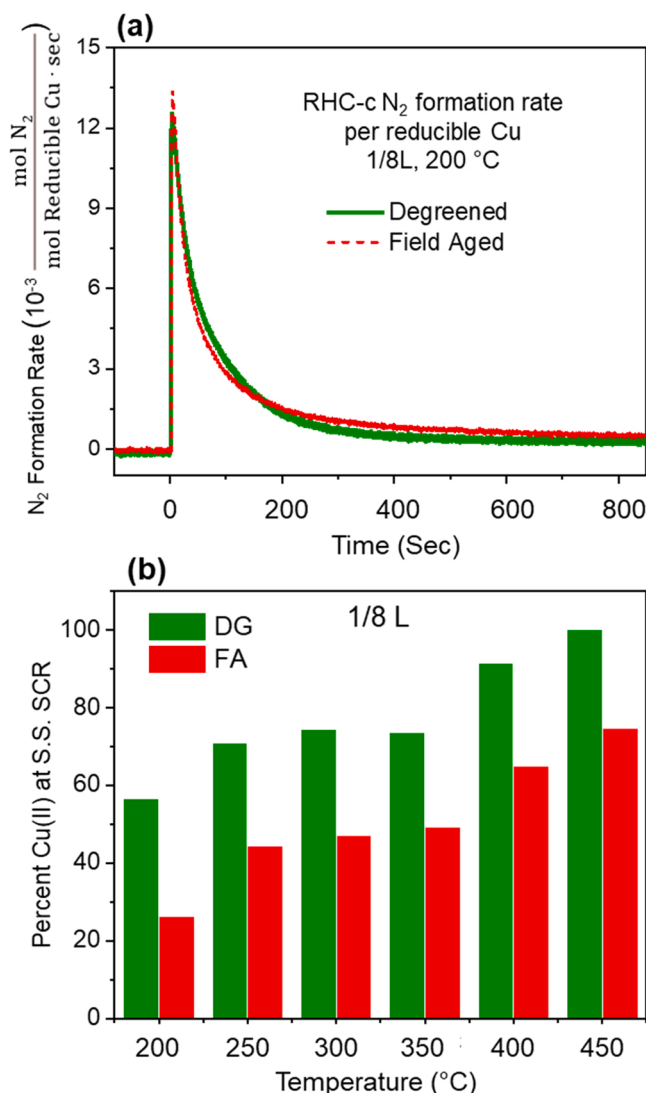 (a)
N₂ Formation Rate (10⁻³ mol N₂ / mol Reducible Cu · sec
15
12
9
6
3
0
RHC-c N₂ formation rate
per reducible Cu
1/8L, 200 °C
Degreened
Field Aged
0 200 400 600 800
Time (Sec)
(b)
Percent Cu(II) at S.S. SCR
100
80
60
40
20
0
DG
FA
1/8 L
200 250 300 350 400 450
Temperature (°C)